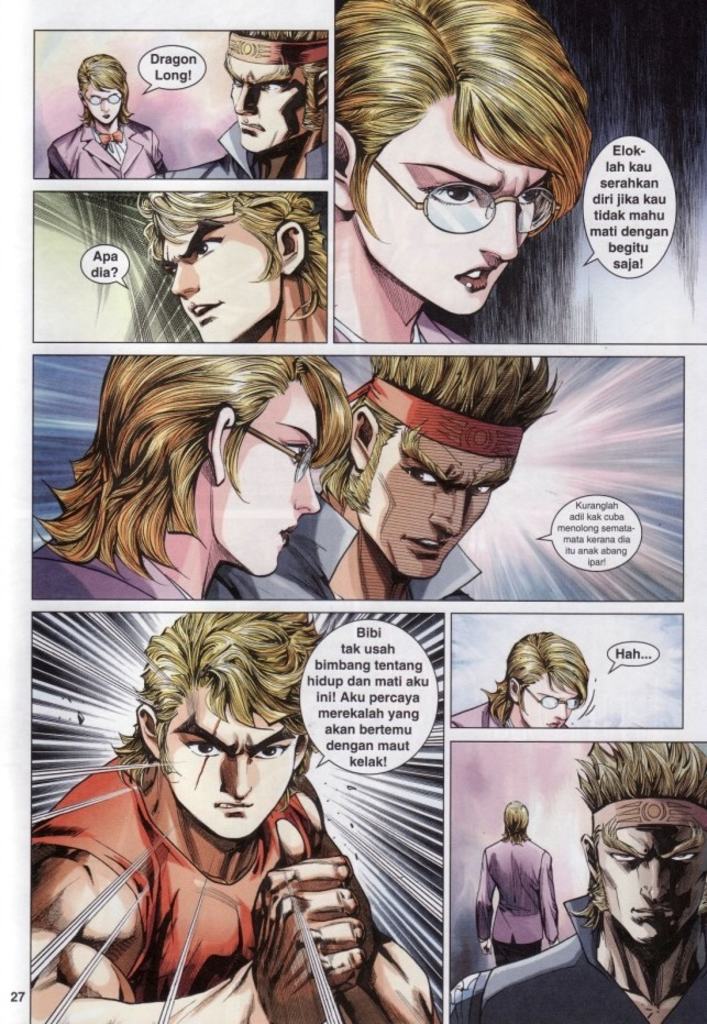 Dragon
Long!
Elok-
lah kau
serahkan
diri jika kau
tidak mahu
mati dengan
begitu
saja!
Apa
dia?
Kuranglah
adil kak cuba
menolong semata-
mata kerana dia
itu anak abang
ipar!
Bibi
tak usah
bimbang tentang
hidup dan mati aku
ini! Aku percaya
merekalah yang
akan bertemu
dengan maut
kelak!
Hah...
27